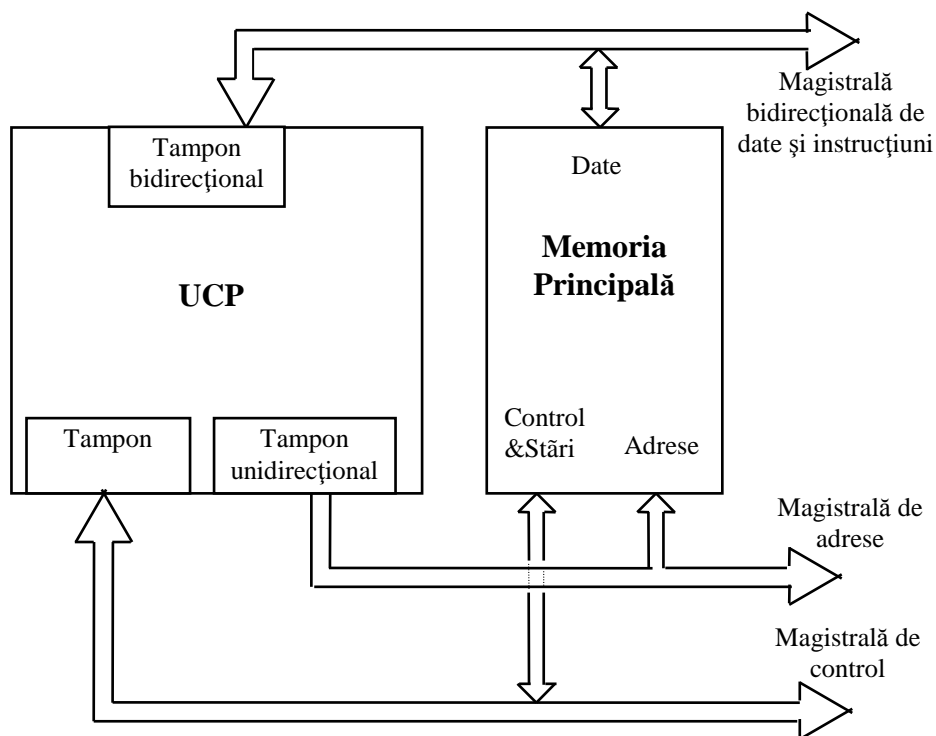 Magistrală
bidirecţională de
date şi instrucţiuni
Tampon
bidirecţional
Date
Memoria
Principală
UCP
Control
&Stãri
Adrese
Tampon
Tampon
unidirecţional
Magistrală de
adrese
Magistrală de
control